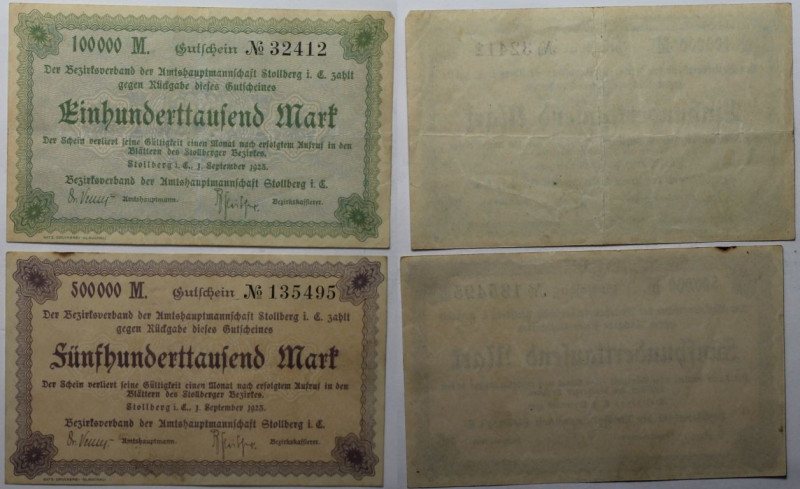 100000 M. Gutschein № 32412
Der Bezirksverband der Amtshauptmannschaft Stollberg i. E. zahlt
gegen Rückgabe dieses Gutscheines
Einhunderttausend Mark
Der Schein verliert seine Gültigkeit einen Monat nach erfolgtem Aufruf in den
Blättern des Stollberger Bezirkes.
Stollberg i. E., 1. September 1923.
Bezirksverband der Amtshauptmannschaft Stollberg i. E.
Amtshauptmann. Bezirkskassierer.
500000 M. Gutschein № 135495
Der Bezirksverband der Amtshauptmannschaft Stollberg i. E. zahlt
gegen Rückgabe dieses Gutscheines
Fünfhunderttausend Mark
Der Schein verliert seine Gültigkeit einen Monat nach erfolgtem Aufruf in den
Blättern des Stollberger Bezirkes.
Stollberg i. E., 1. September 1923.
Bezirksverband der Amtshauptmannschaft Stollberg i. E.
Amtshauptmann. Bezirkskassierer.